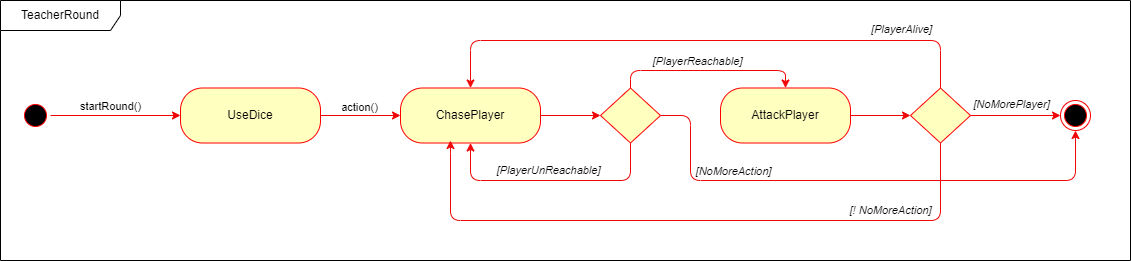 TeacherRound
[PlayerAlive]
[PlayerReachable]
startRound()
UseDice
action()
ChasePlayer
AttackPlayer
[NoMorePlayer]
[PlayerUnReachable]
[NoMoreAction]
[! NoMoreAction]